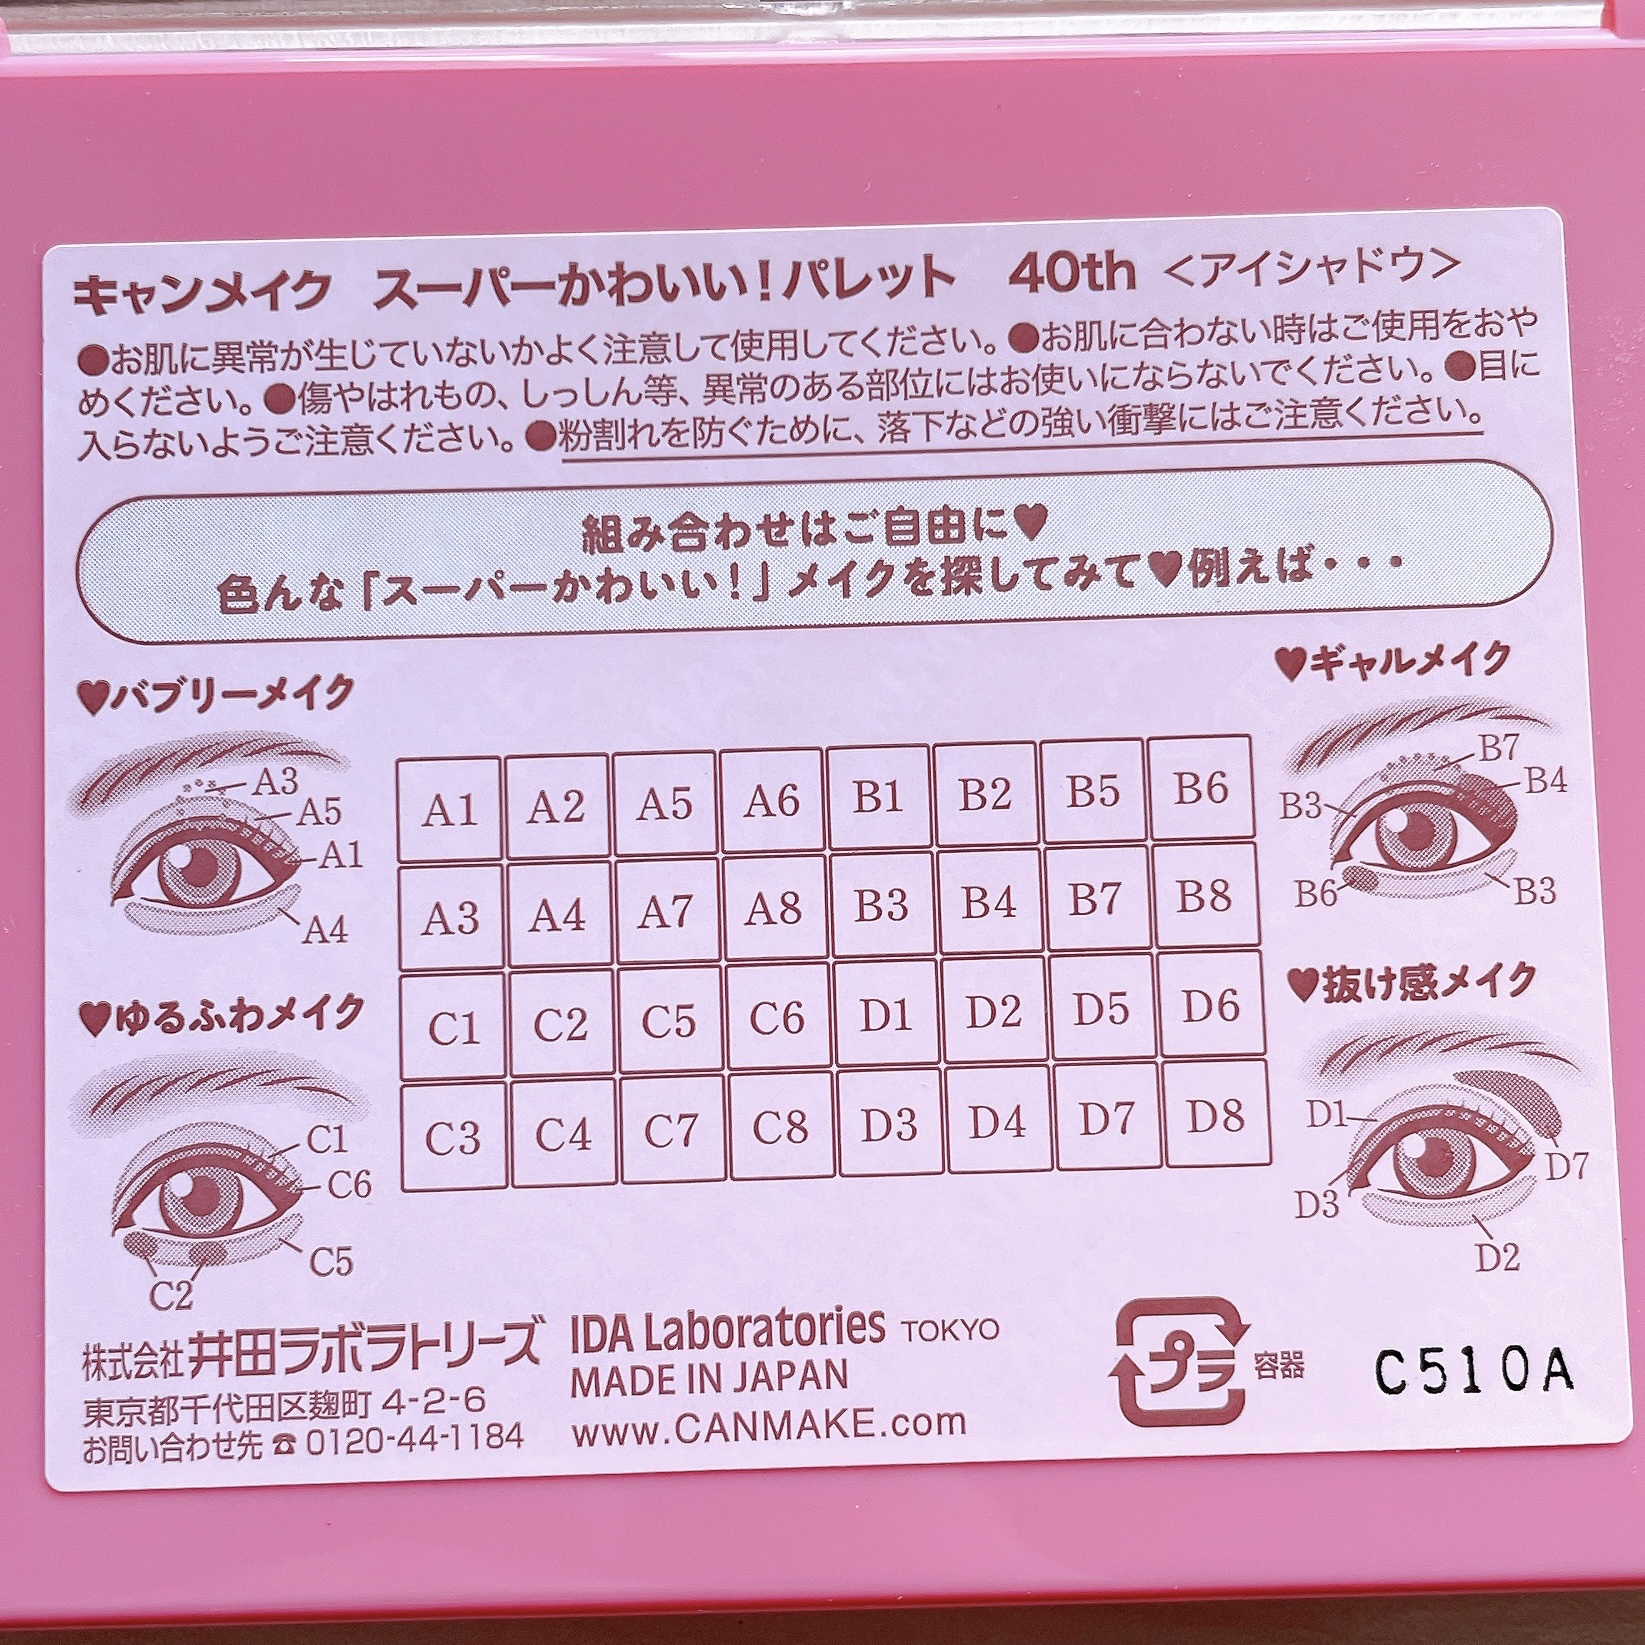 キャンメイク スーパーかわいい!パレット 40th <アイシャドウ>
●お肌に異常が生じていないかよく注意して使用してください。●お肌に合わない時はご使用をおや
めください。●傷やはれもの、しっしん等、異常のある部位にはお使いにならないでください。●目に
入らないようご注意ください。●粉割れを防ぐために、落下などの強い衝撃にはご注意ください。
組み合わせはご自由に♥
色んな「スーパーかわいい!」メイクを探してみて♥例えば・・・
♥バブリーメイク
A3
A5
A1
A4
♥ゆるふわメイク
C1
C6
C5
C2
A1 A2 A5 A6 B1 B2 B5 B6
A3 A4 A7 A8 B3 B4 B7 B8
C1 C2 C5 C6 D1 D2 D5 D6
C3 C4 C7 C8 D3 D4 D7 D8
♥ギャルメイク
B7
B4
B3
B6
B3
♥抜け感メイク
D1
D7
D3
D2
株式会社井田ラボラトリーズ
東京都千代田区麹町 4-2-6
お問い合わせ先 ☎ 0120-44-1184
IDA Laboratories TOKYO
MADE IN JAPAN
www.CANMAKE.com
プラ 容器
C510A